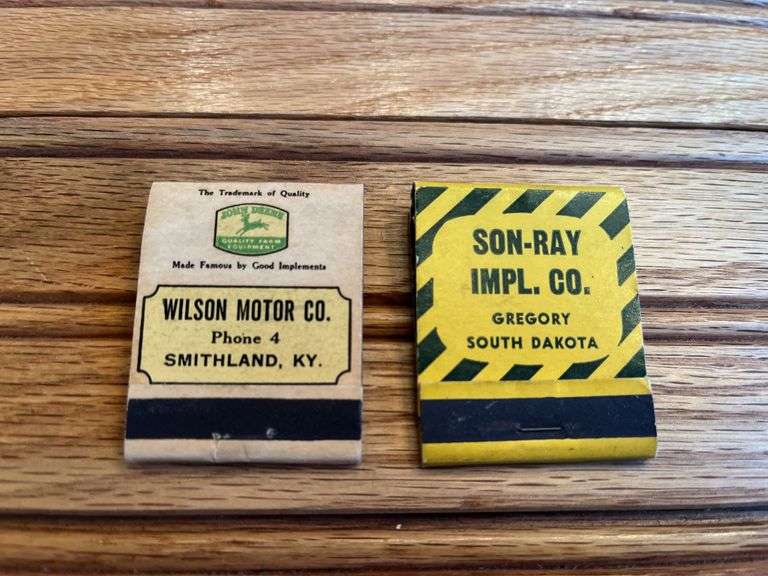 The Trademark of Quality
JOHN DEERE
QUALITY FARM
EQUIPMENT
Made Famous by Good Implements
WILSON MOTOR CO.
Phone 4
SMITHLAND, KY.
SON-RAY
IMPL. CO.
GREGORY
SOUTH DAKOTA